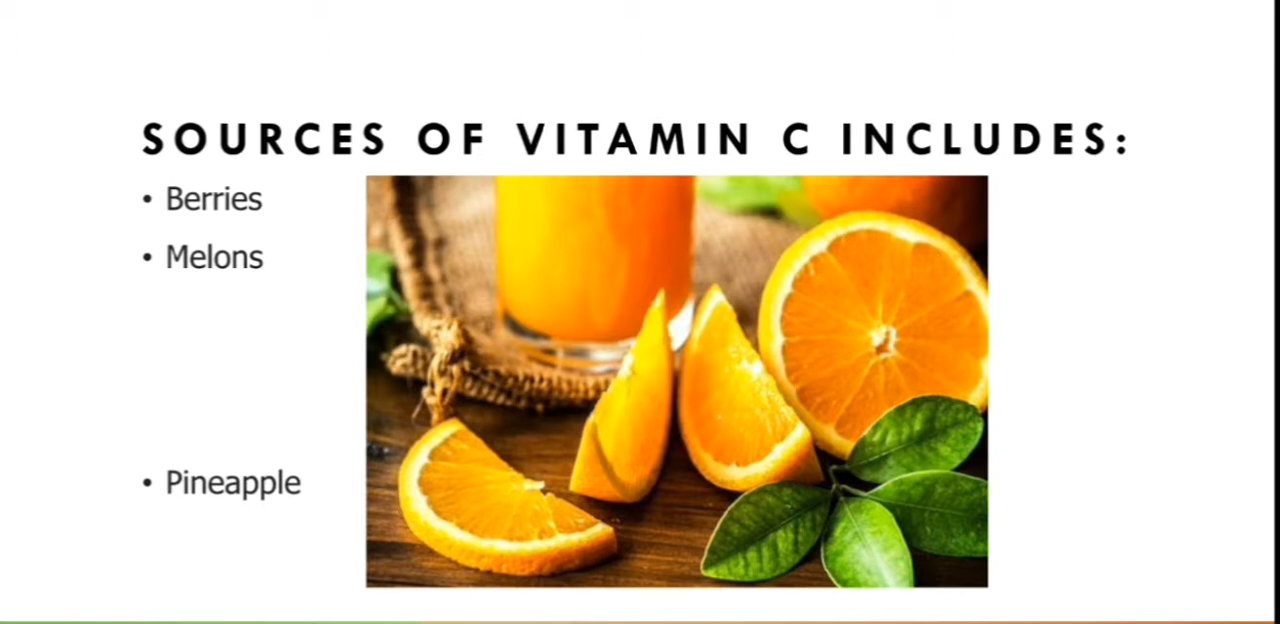 SOURCES OF VITAMIN C INCLUDES:
• Berries
• Melons
• Pineapple